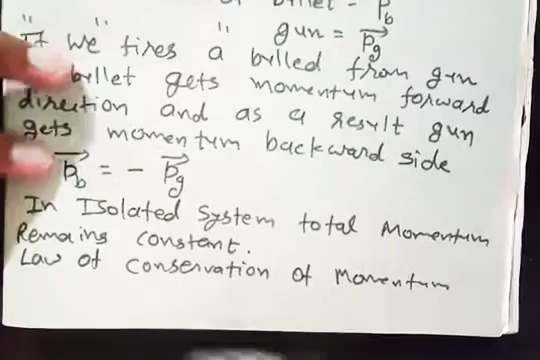 bullet = P⃗b
" " " gun = P⃗g
If we fires a billed from gun
bullet gets momentum forward
direction and as a result gun
gets momentum backward side
P⃗b = - P⃗g
In Isolated System total Momentum
Remains constant.
Law of Conservation of Momentum